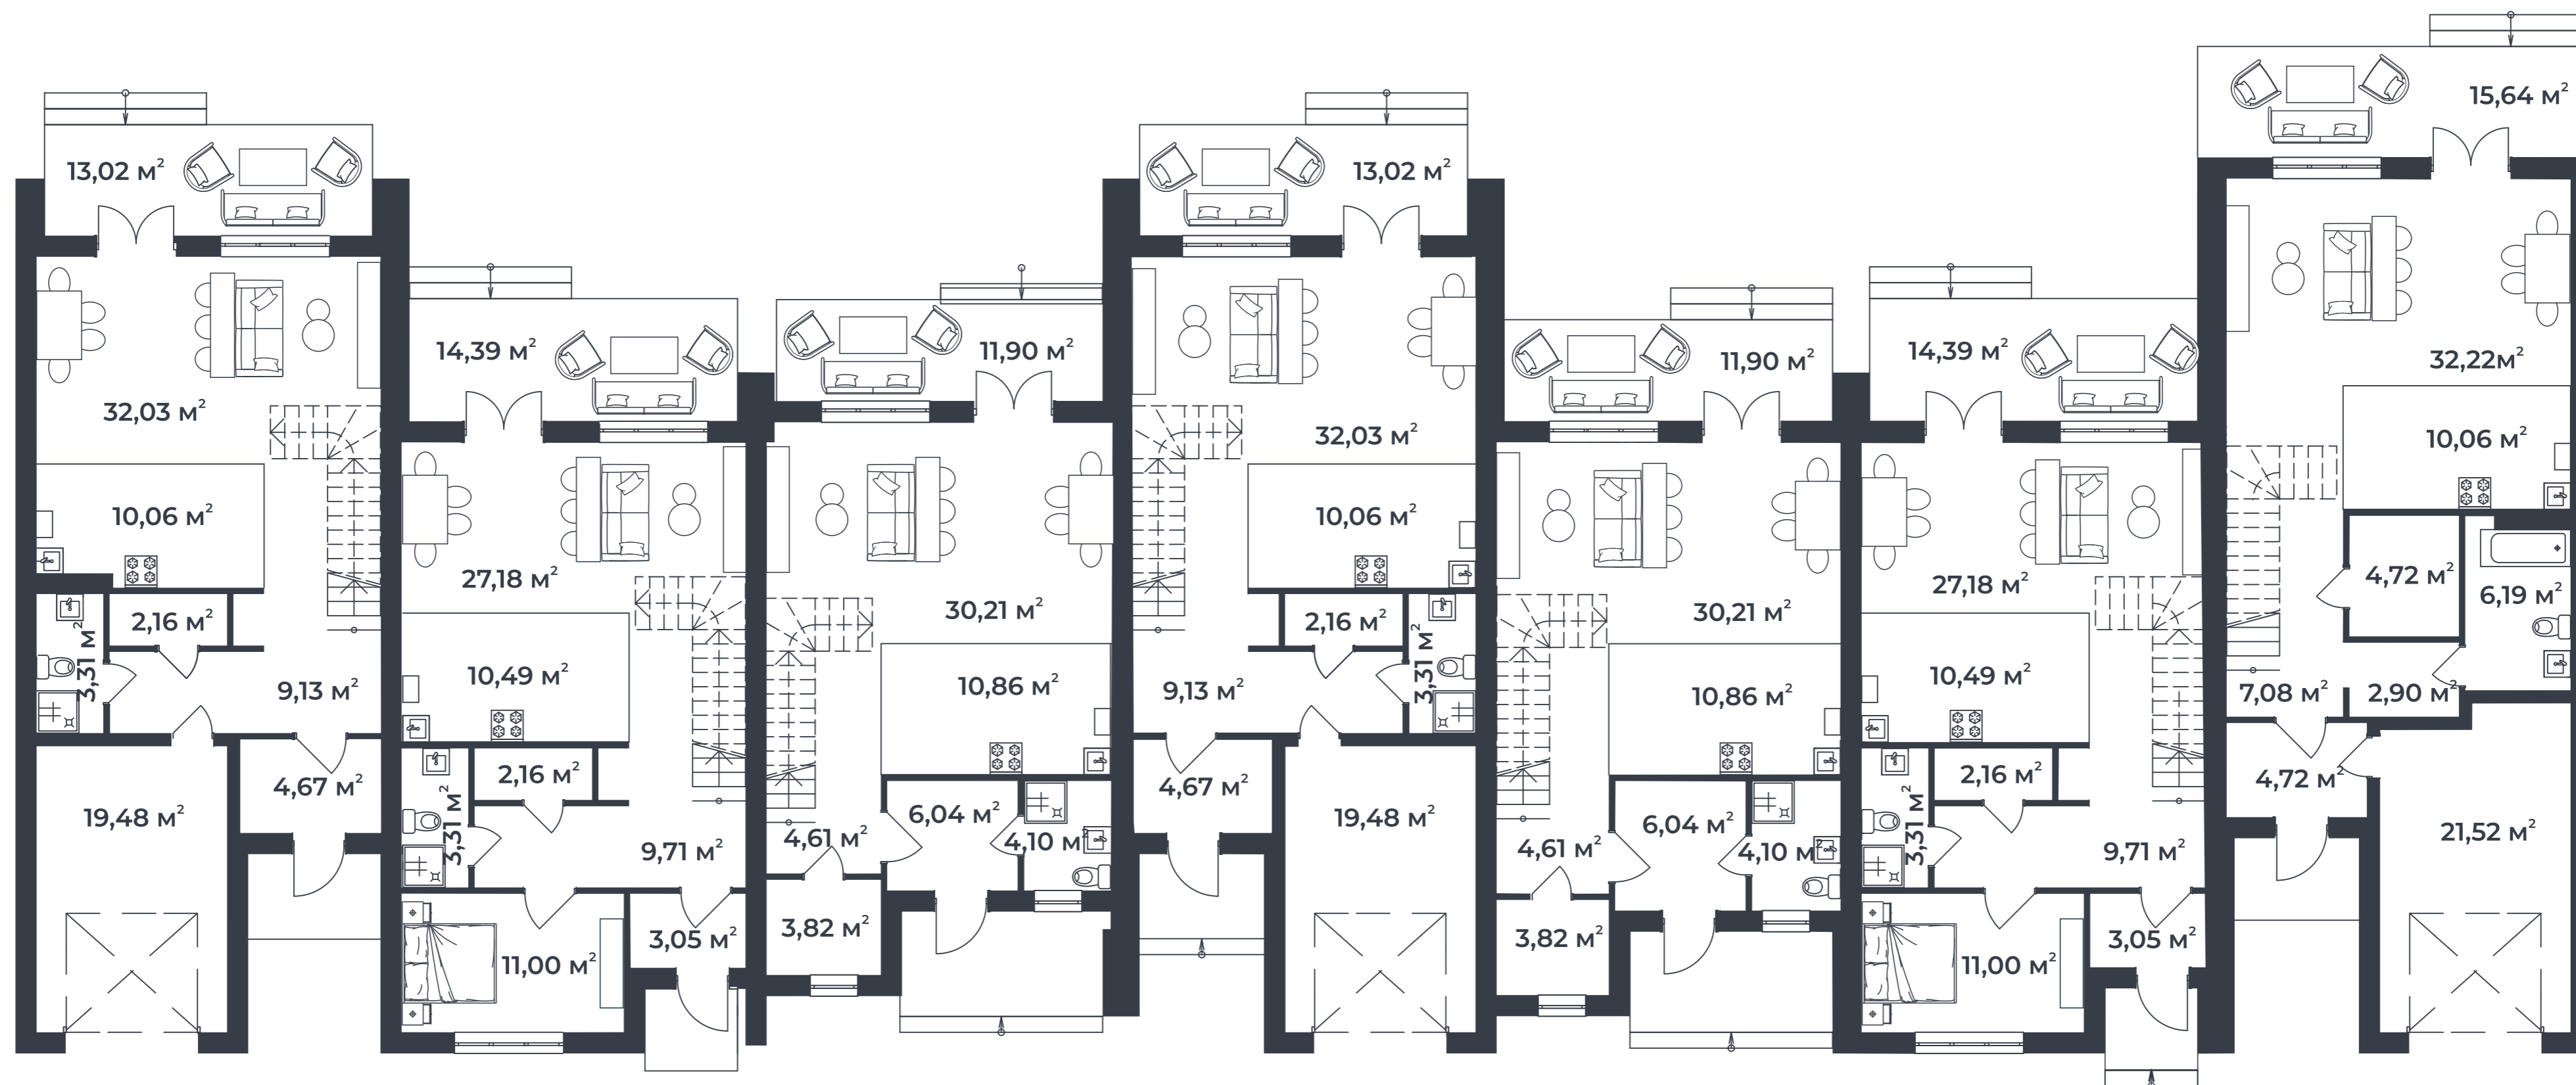 13,02 м²
32,03 м²
10,06 м²
2,16 м²
3,31 м²
9,13 м²
4,67 м²
19,48 м²
14,39 м²
27,18 м²
10,49 м²
2,16 м²
3,31 м²
9,71 м²
11,00 м²
3,05 м²
11,90 м²
30,21 м²
10,86 м²
6,04 м²
4,10 м²
4,61 м²
3,82 м²
13,02 м²
32,03 м²
10,06 м²
2,16 м²
3,31 м²
9,13 м²
4,67 м²
19,48 м²
11,90 м²
30,21 м²
10,86 м²
6,04 м²
4,10 м²
4,61 м²
3,82 м²
14,39 м²
27,18 м²
10,49 м²
2,16 м²
3,31 м²
9,71 м²
11,00 м²
3,05 м²
15,64 м²
32,22м²
10,06 м²
4,72 м²
6,19 м²
7,08 м²
2,90 м²
4,72 м²
21,52 м²